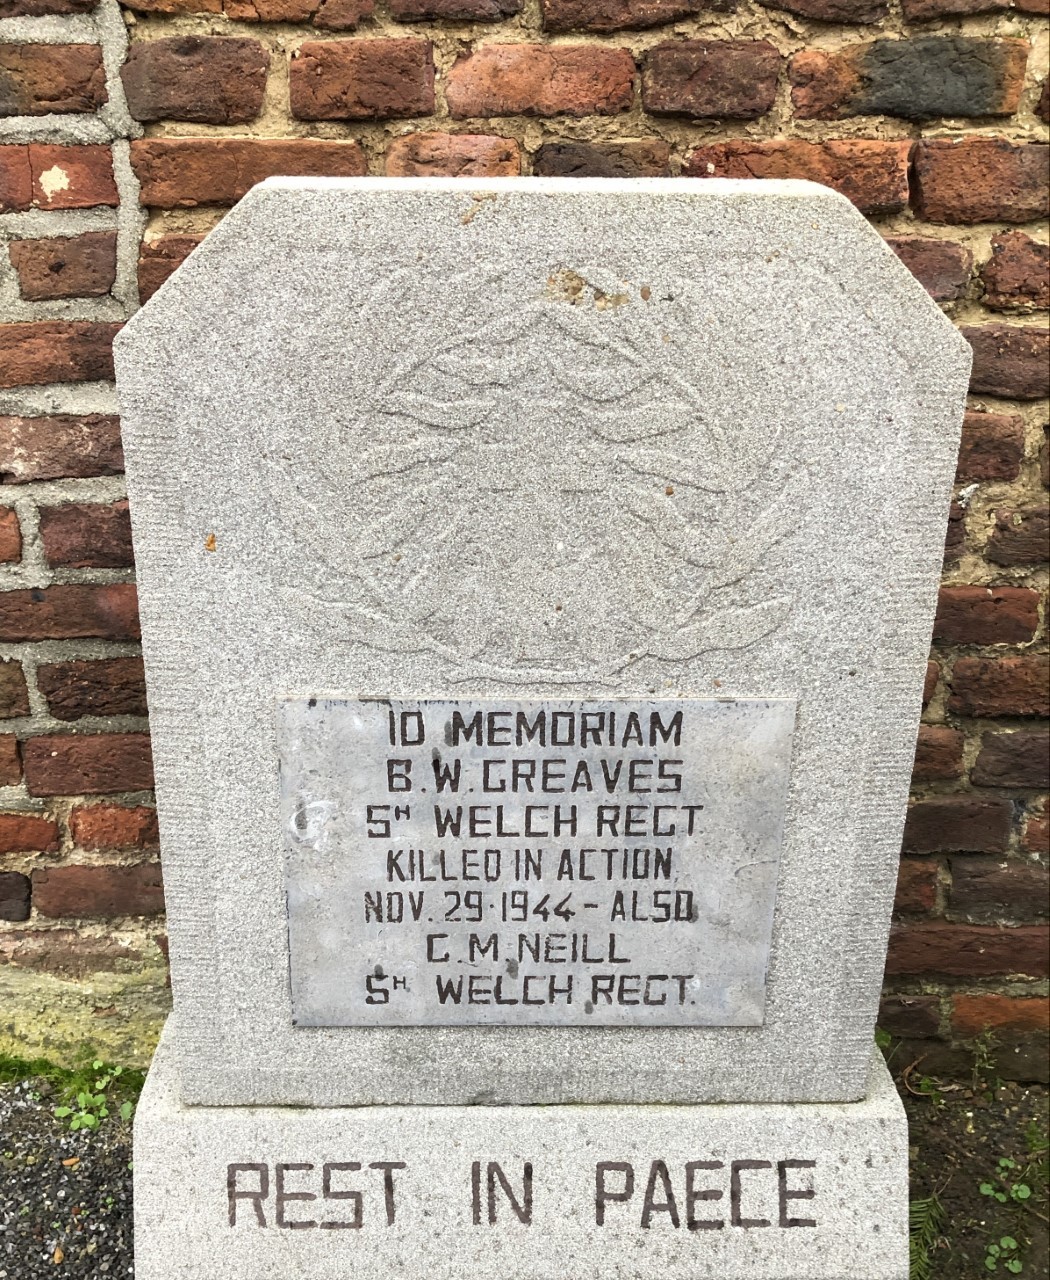 ID MEMORIAM
B.W.GREAVES
5H WELCH REGT.
KILLED IN ACTION.
NOV. 29·1944-ALSO
G.M.NEILL
5H WELCH REGT.
REST IN PAECE